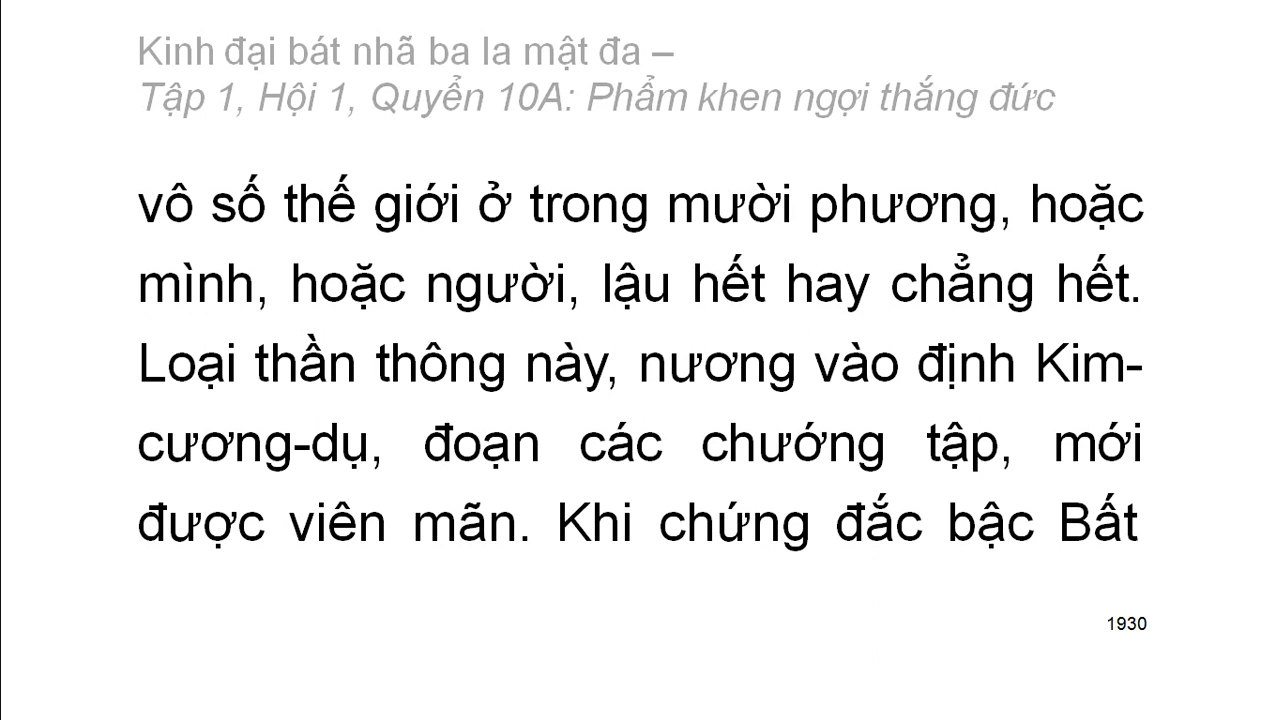 Kinh đại bát nhã ba la mật đa –
Tập 1, Hội 1, Quyển 10A: Phẩm khen ngợi thắng đức
vô số thế giới ở trong mười phương, hoặc
mình, hoặc người, lậu hết hay chẳng hết.
Loại thần thông này, nương vào định Kim-
cương-dụ, đoạn các chướng tập, mới
được viên mãn. Khi chứng đắc bậc Bất
1930